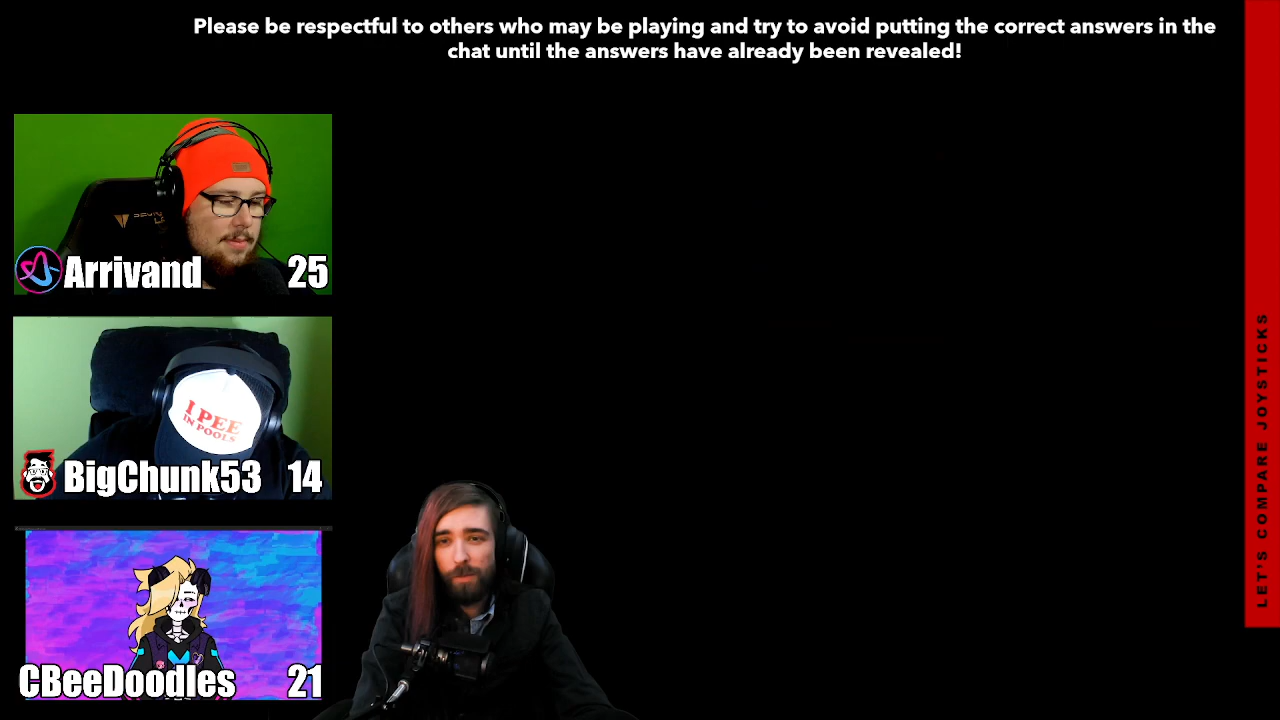 Please be respectful to others who may be playing and try to avoid putting the correct answers in the
chat until the answers have already been revealed!
Arrivand 25
I PEE
IN POOLS
BigChunk53 14
CBeeDoodles 21
LET'S COMPARE JOYSTICKS